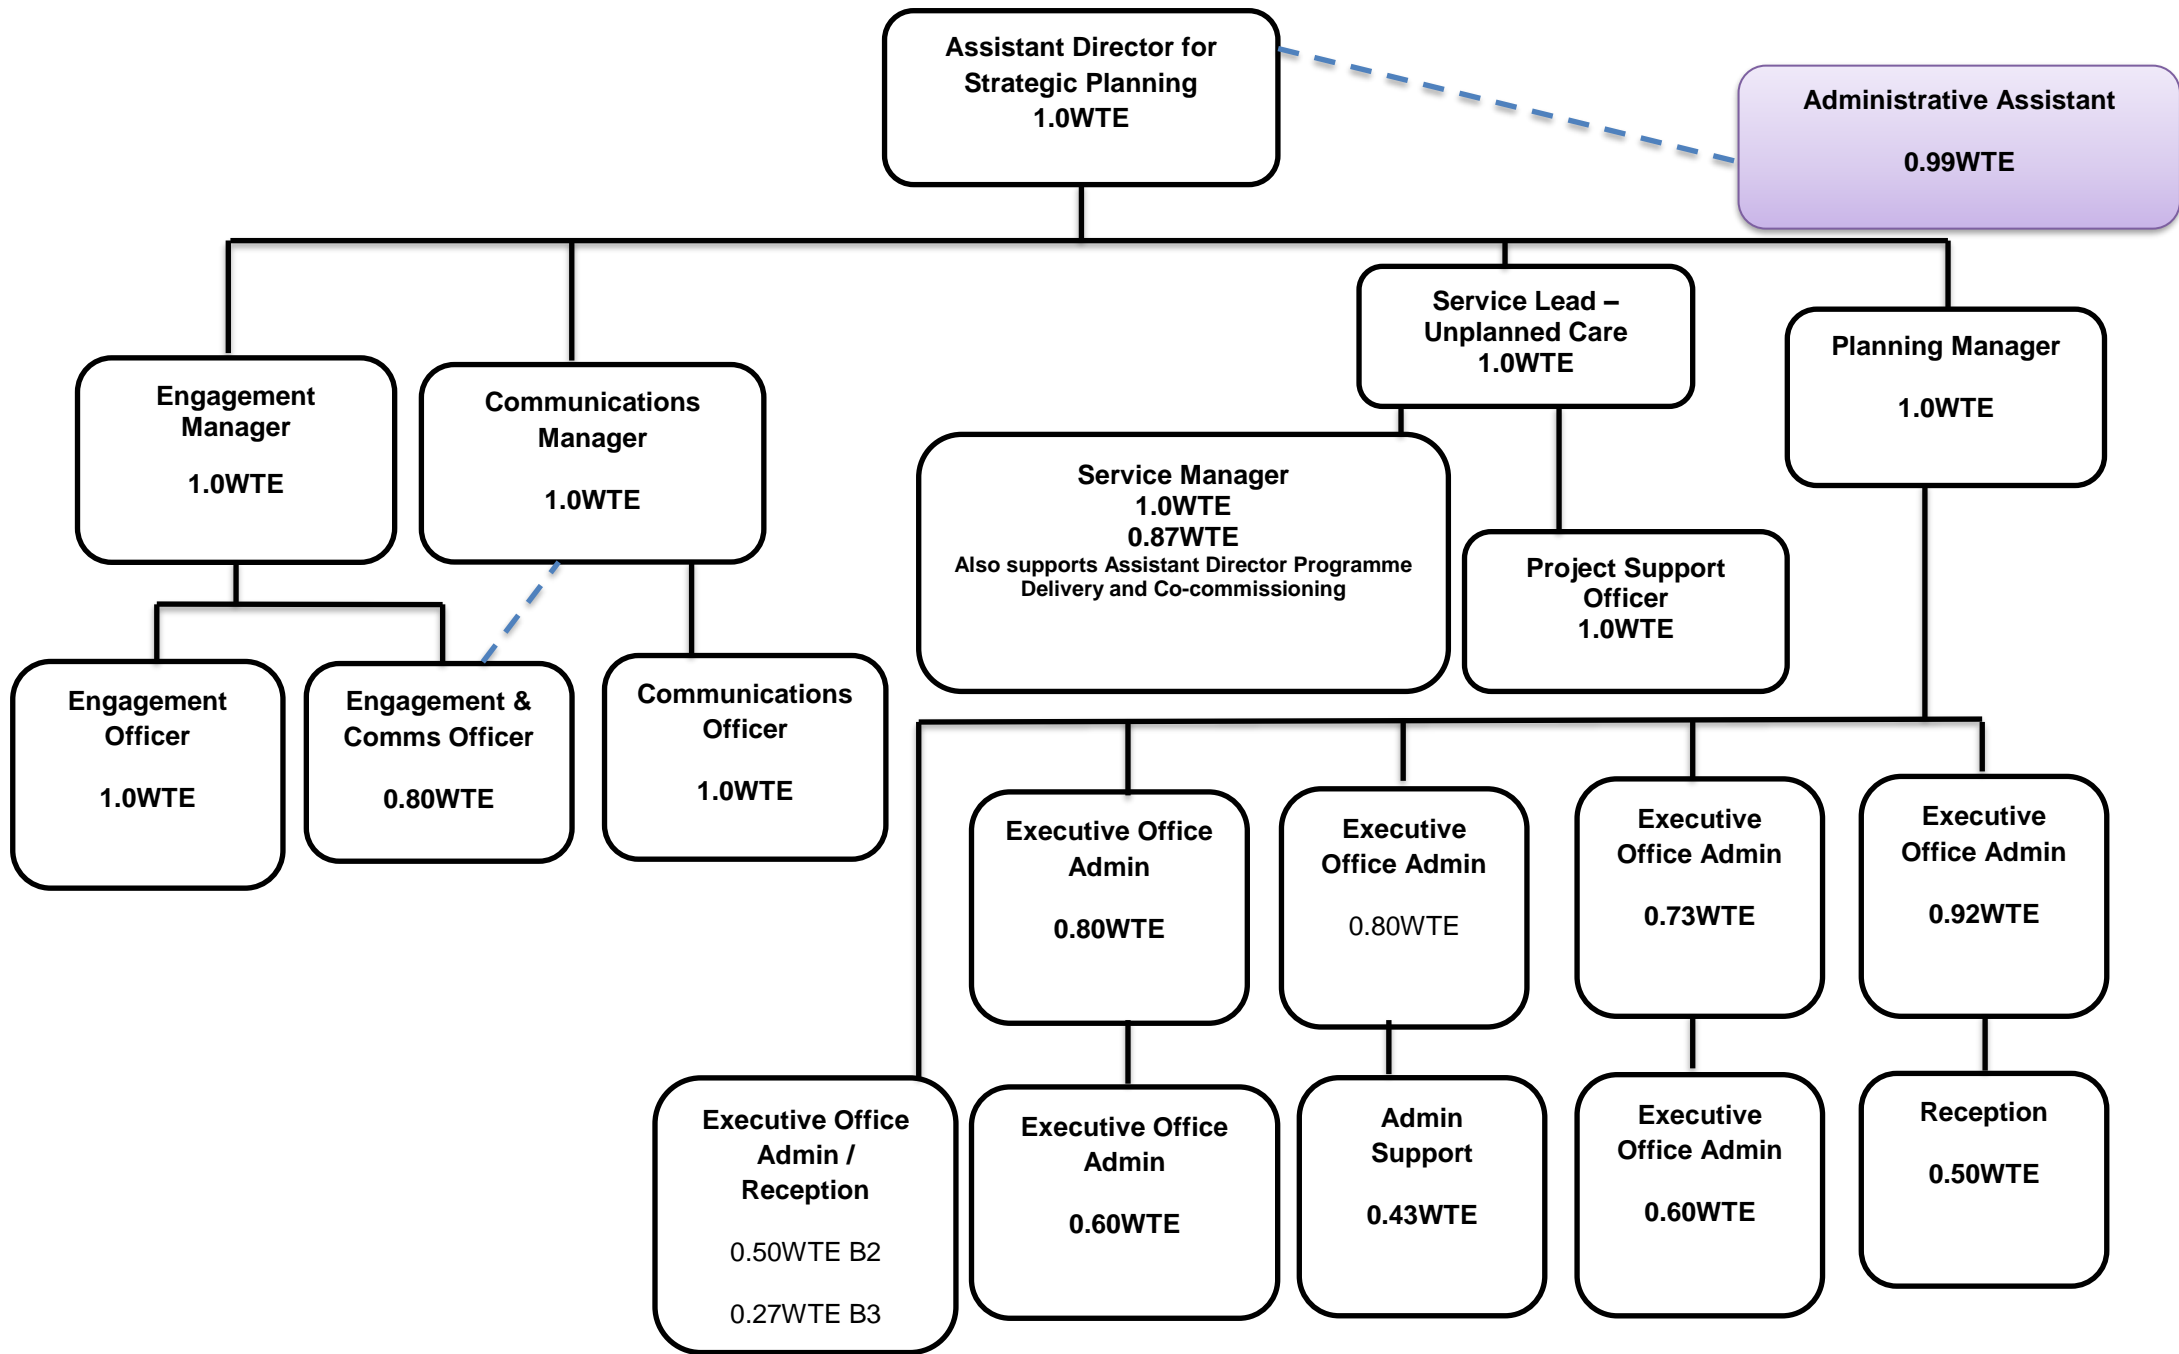 Assistant Director for
Strategic Planning
1.0WTE
Administrative Assistant
0.99WTE
Engagement
Manager
1.0WTE
Communications
Manager
1.0WTE
Service Lead –
Unplanned Care
1.0WTE
Planning Manager
1.0WTE
Service Manager
1.0WTE
0.87WTE
Also supports Assistant Director Programme
Delivery and Co-commissioning
Project Support
Officer
1.0WTE
Engagement
Officer
1.0WTE
Engagement &
Comms Officer
0.80WTE
Communications
Officer
1.0WTE
Executive Office
Admin
0.80WTE
Executive
Office Admin
0.80WTE
Executive
Office Admin
0.73WTE
Executive
Office Admin
0.92WTE
Executive Office
Admin /
Reception
0.50WTE B2
0.27WTE B3
Executive Office
Admin
0.60WTE
Admin
Support
0.43WTE
Executive
Office Admin
0.60WTE
Reception
0.50WTE